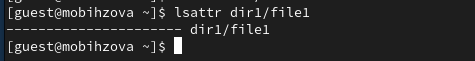 [guest@mobihzova ~]$ lsattr dir1/file1
---------------------- dir1/file1
[guest@mobihzova ~]$